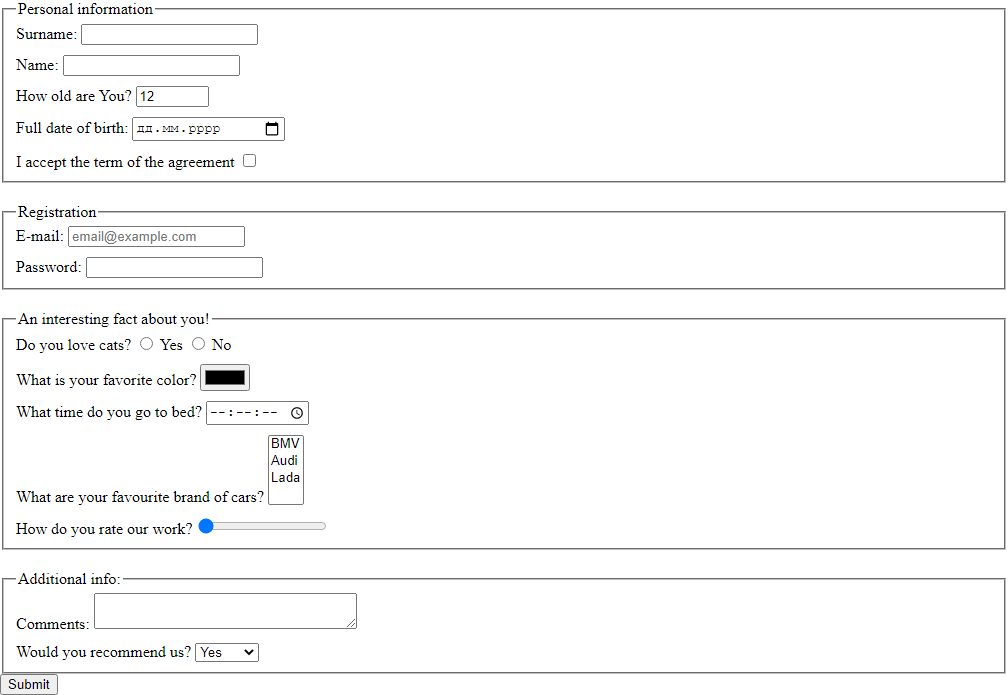 Personal information
Surname:
Name:
How old are You? 12
Full date of birth: дд.мм.рррр
I accept the term of the agreement
Registration
E-mail: email@example.com
Password:
An interesting fact about you!
Do you love cats? Yes No
What is your favorite color?
What time do you go to bed? --:--:--
BMV
Audi
Lada
What are your favourite brand of cars?
How do you rate our work?
Additional info:
Comments:
Would you recommend us? Yes
Submit